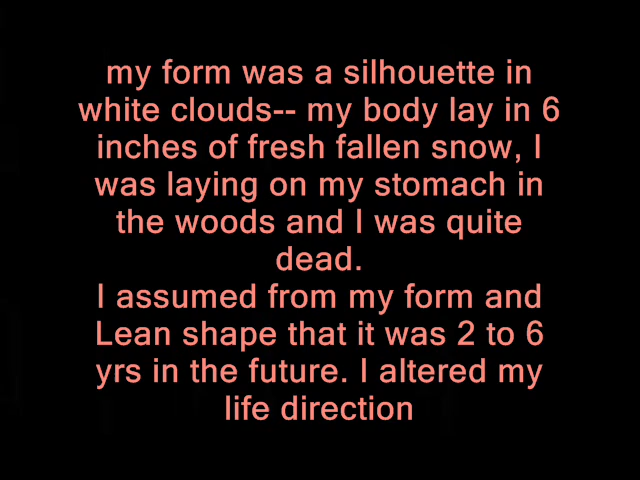 my form was a silhouette in
white clouds-- my body lay in 6
inches of fresh fallen snow, I
was laying on my stomach in
the woods and I was quite
dead.
I assumed from my form and
Lean shape that it was 2 to 6
yrs in the future. I altered my
life direction